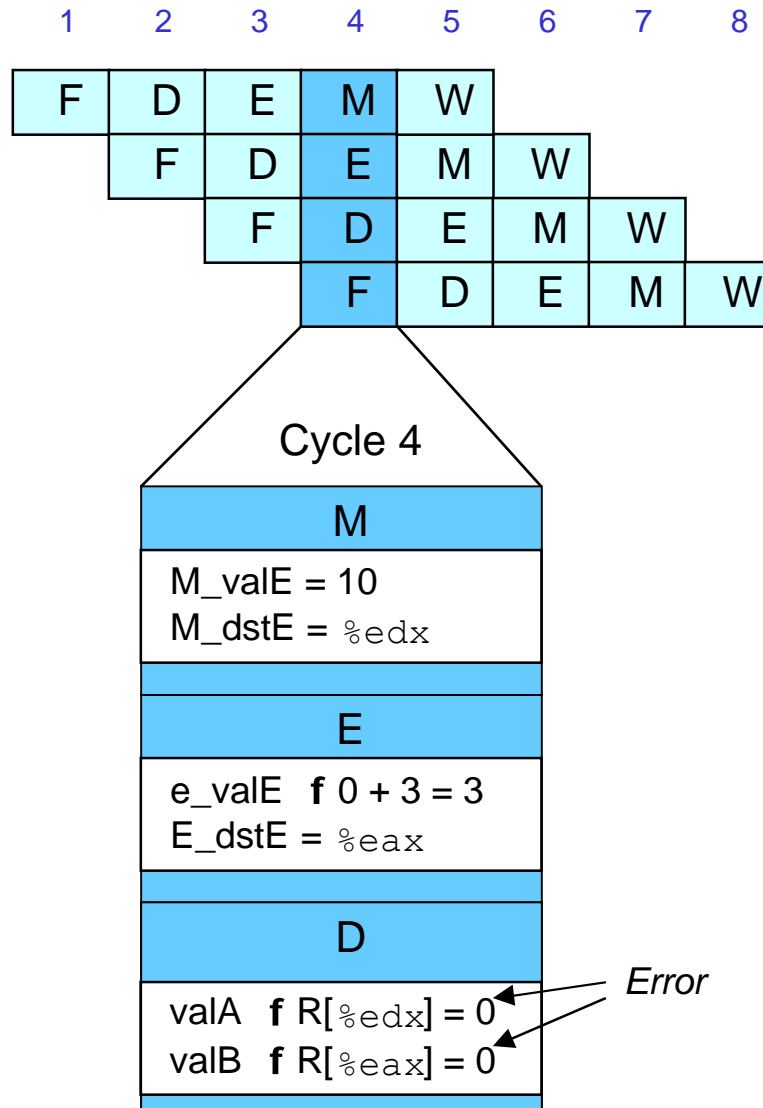 1 2 3 4 5 6 7 8
F D E M W
F D E M W
F D E M W
F D E M W
Cycle 4
M
M_valE = 10
M_dstE = %edx
E
e_valE f 0 + 3 = 3
E_dstE = %eax
D
Error
valA f R[%edx] = 0
valB f R[%eax] = 0